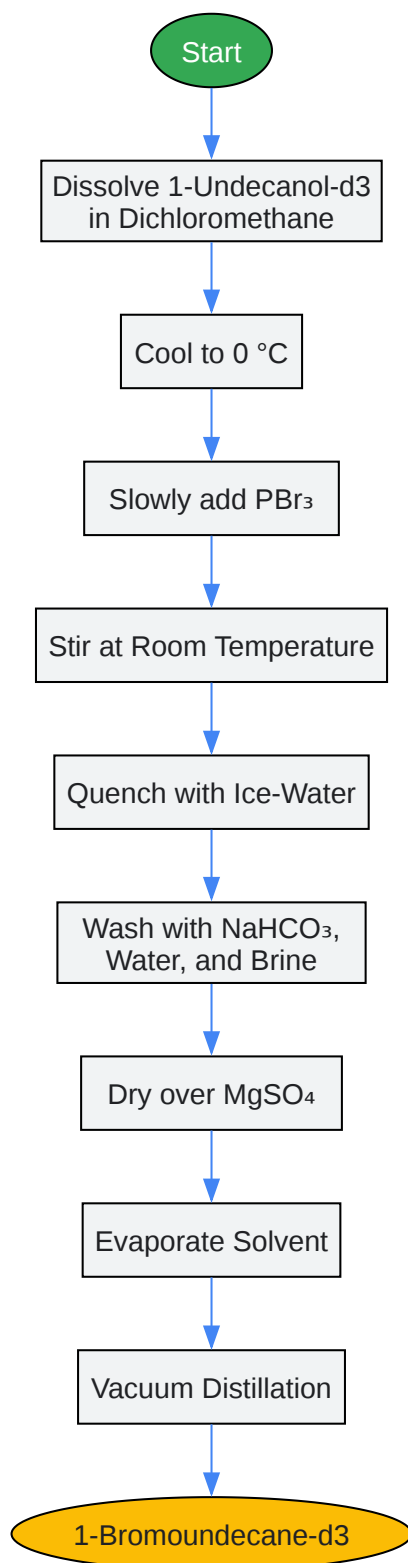 Start
Dissolve 1-Undecanol-d3
in Dichloromethane
Cool to 0 °C
Slowly add PBr₃
Stir at Room Temperature
Quench with Ice-Water
Wash with NaHCO₃,
Water, and Brine
Dry over MgSO₄
Evaporate Solvent
Vacuum Distillation
1-Bromoundecane-d3